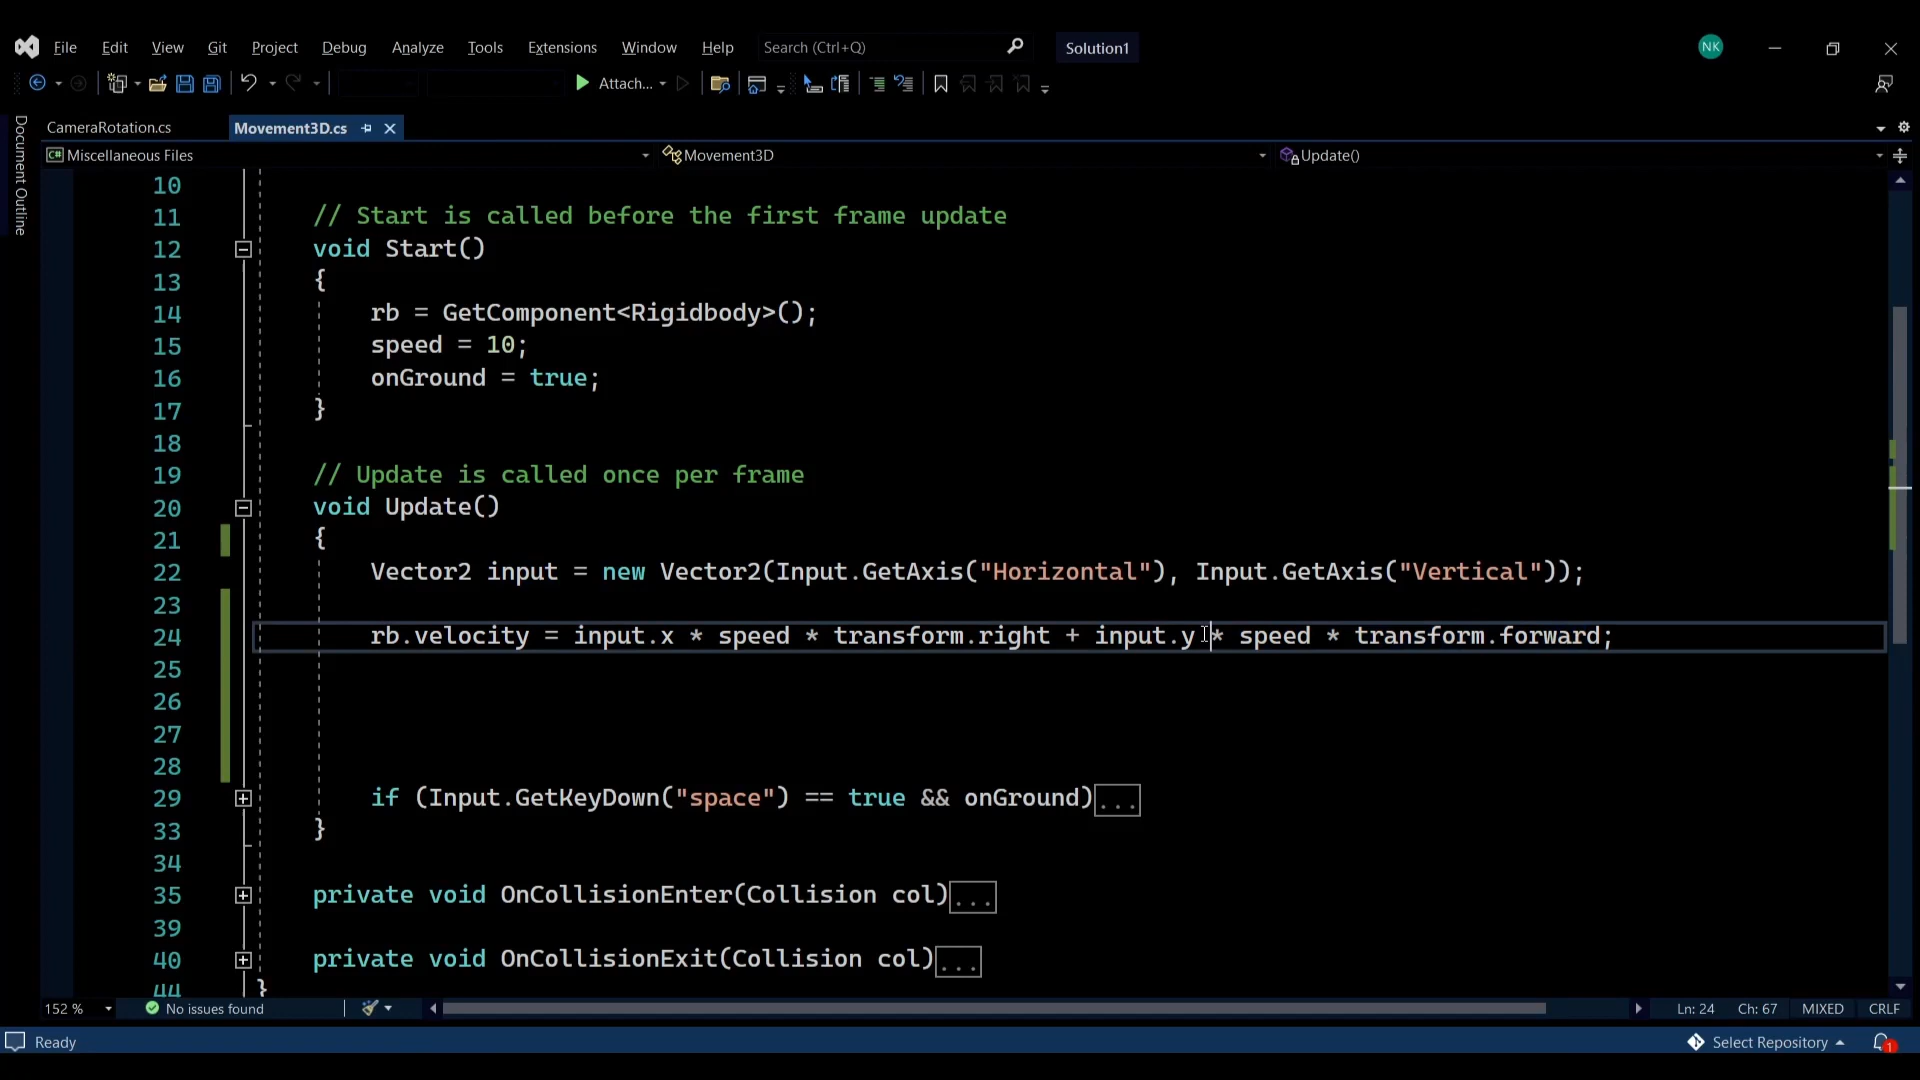 File Edit View Git Project Debug Analyze Tools Extensions Window Help Search (Ctrl+Q) Solution1 NK
Attach...
Document Outline
CameraRotation.cs Movement3D.cs
C# Miscellaneous Files Movement3D Update()
10
11 // Start is called before the first frame update
12 void Start()
13 {
14 rb = GetComponent<Rigidbody>();
15 speed = 10;
16 onGround = true;
17 }
18
19 // Update is called once per frame
20 void Update()
21 {
22 Vector2 input = new Vector2(Input.GetAxis("Horizontal"), Input.GetAxis("Vertical"));
23
24 rb.velocity = input.x * speed * transform.right + input.y * speed * transform.forward;
25
26
27
28
29 if (Input.GetKeyDown("space") == true && onGround)...
33 }
34
35 private void OnCollisionEnter(Collision col)...
39
40 private void OnCollisionExit(Collision col)...
44 }
152 % No issues found Ln: 24 Ch: 67 MIXED CRLF
Ready Select Repository 1